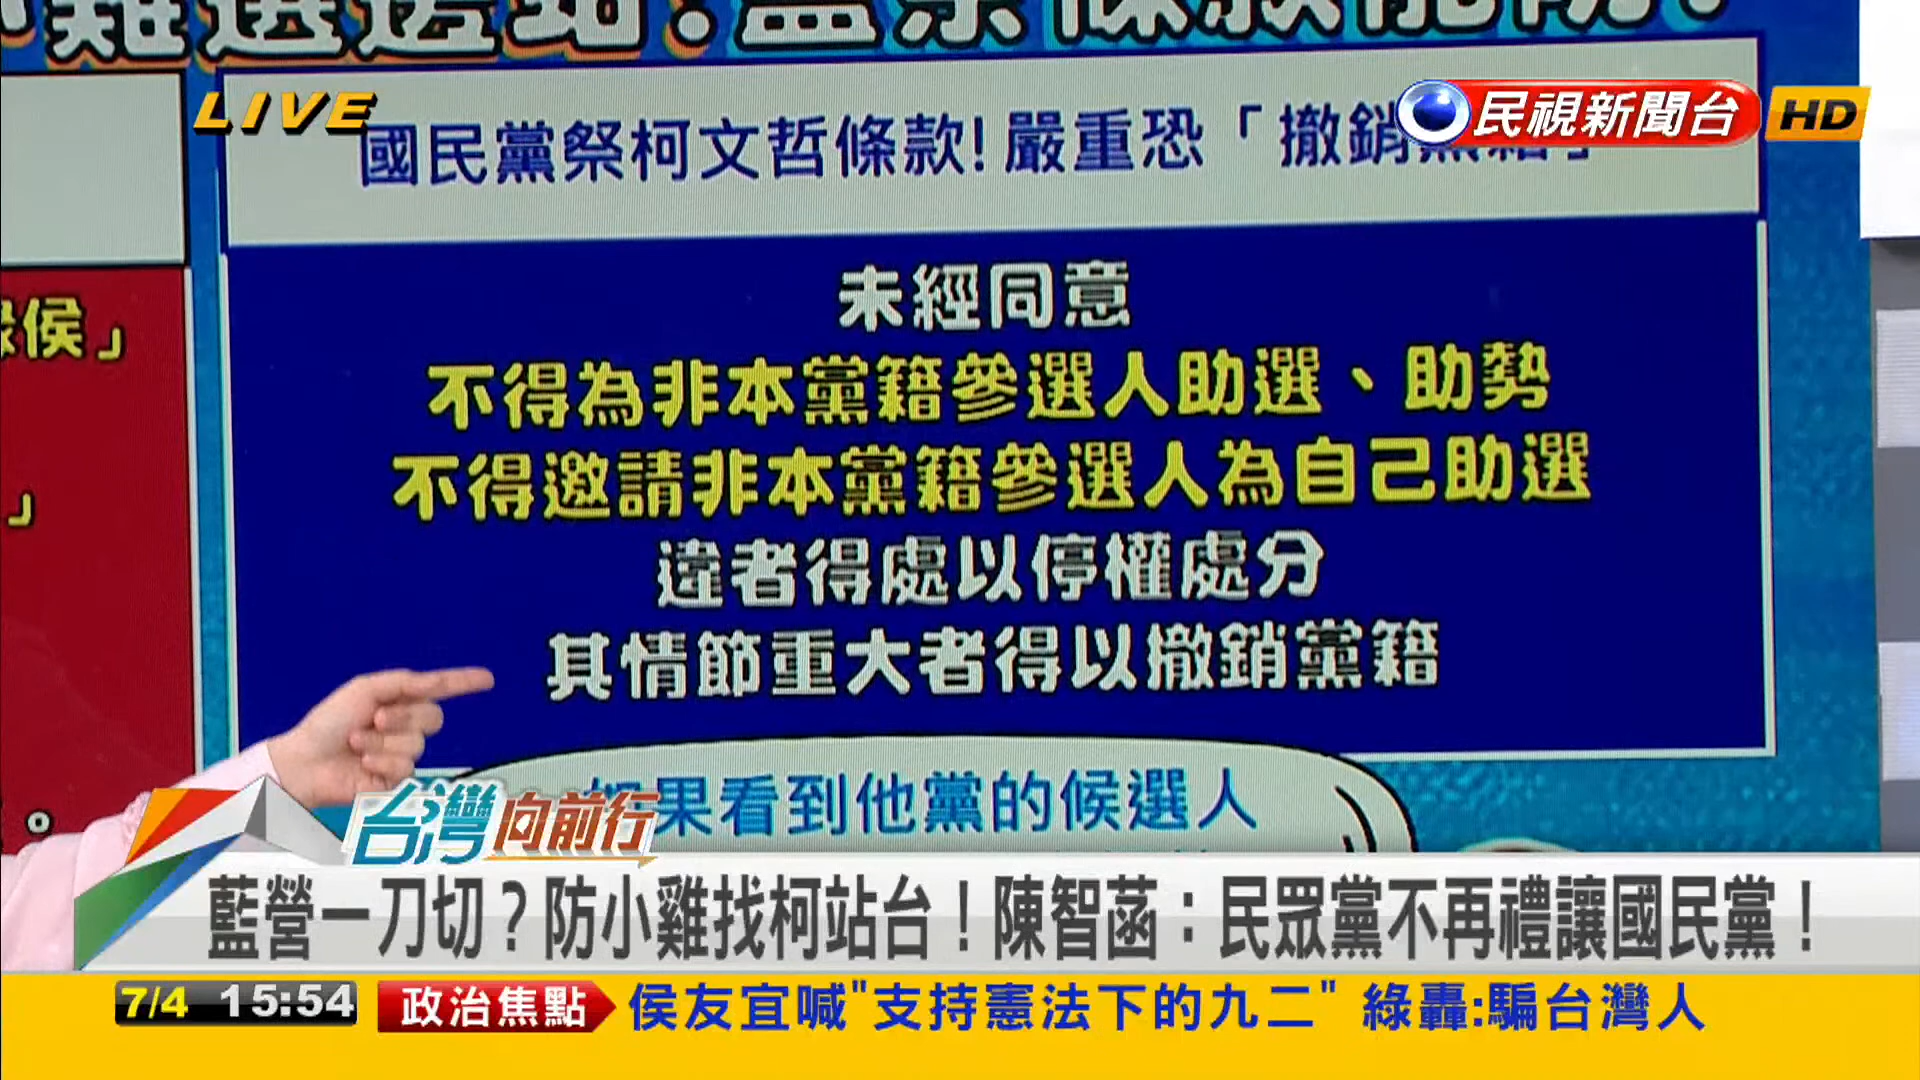 LIVE
民視新聞台 HD
國民黨祭柯文哲條款!嚴重恐「撤銷黨籍」
侯」
」
未經同意
不得為非本黨籍參選人助選、助勢
不得邀請非本黨籍參選人為自己助選
違者得處以停權處分
其情節重大者得以撤銷黨籍
。
如果看到他黨的候選人
台灣向前行
藍營一刀切?防小雞找柯站台!陳智菡:民眾黨不再禮讓國民黨!
7/4 15:54 政治焦點 侯友宜喊"支持憲法下的九二" 綠轟:騙台灣人